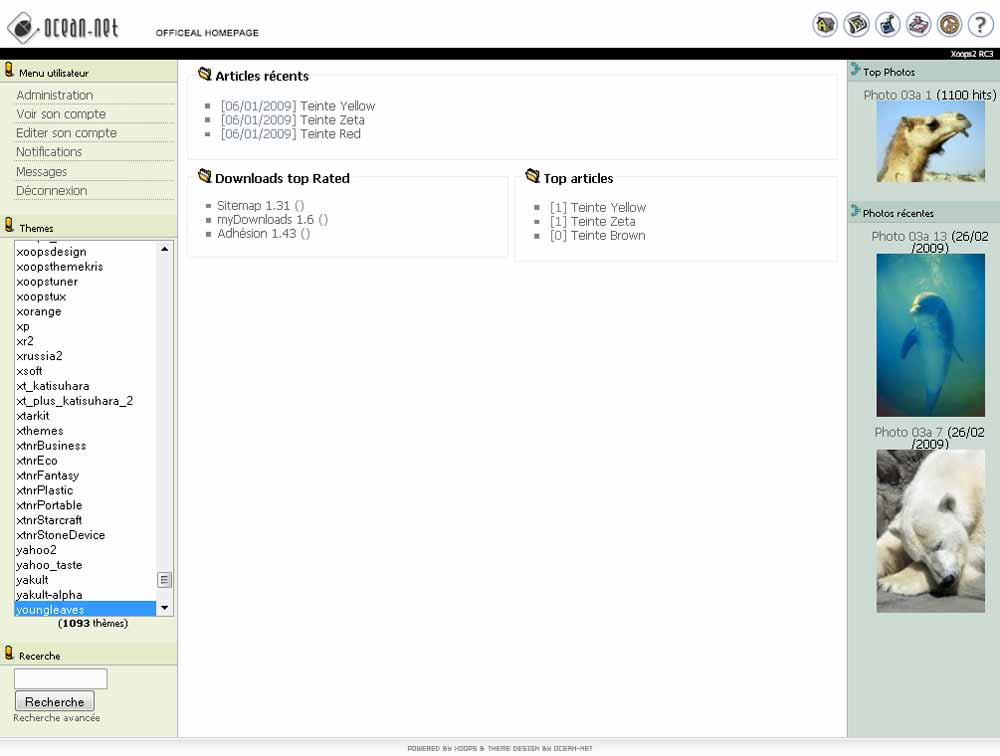 ocean-net
OFFICEAL HOMEPAGE
Xoops2 RC3
Menu utilisateur
Administration
Voir son compte
Editer son compte
Notifications
Messages
Déconnexion
Themes
xoopsdesign
xoopsthemekris
xoopstuner
xoopstux
xorange
xp
xr2
xrussia2
xsoft
xt_katisuhara
xt_plus_katisuhara_2
xtarkit
xthemes
xtnrBusiness
xtnrEco
xtnrFantasy
xtnrPlastic
xtnrPortable
xtnrStarcraft
xtnrStoneDevice
yahoo2
yahoo_taste
yakult
yakult-alpha
youngleaves
(1093 thèmes)
Recerche
Recherche
Recherche avancée
Articles récents
[06/01/2009] Teinte Yellow
[06/01/2009] Teinte Zeta
[06/01/2009] Teinte Red
Downloads top Rated
Sitemap 1.31 ()
myDownloads 1.6 ()
Adhésion 1.43 ()
Top articles
[1] Teinte Yellow
[1] Teinte Zeta
[0] Teinte Brown
Top Photos
Photo 03a 1 (1100 hits)
Photos récentes
Photo 03a 13 (26/02
/2009)
Photo 03a 7 (26/02
/2009)
POWERED BY XOOPS & THEME DESIGN BY OCEAN-NET